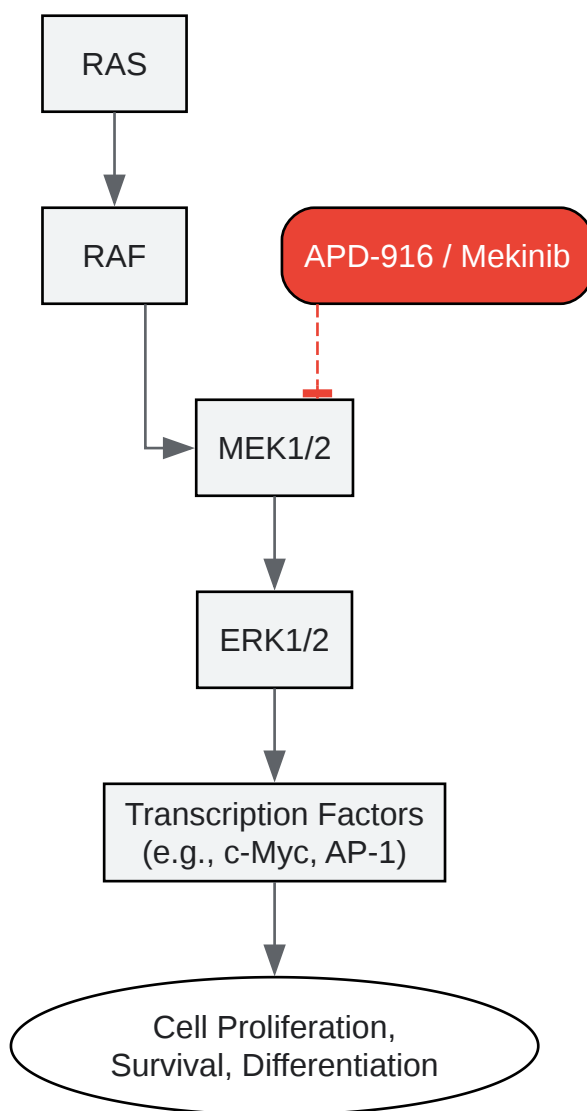 RAS
RAF
APD-916 / Mekinib
MEK1/2
ERK1/2
Transcription Factors
(e.g., c-Myc, AP-1)
Cell Proliferation,
Survival, Differentiation